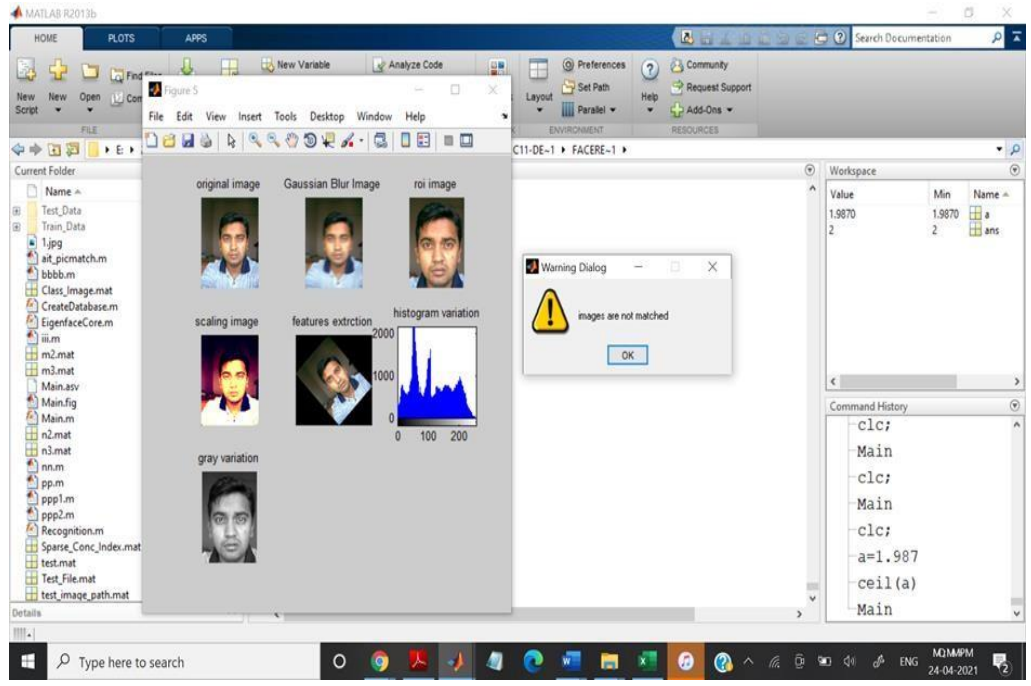 MATLAB R2013b
HOME PLOTS APPS
Search Documentation
New Script
New
Open
Find Files
New Variable
Analyze Code
Layout
Preferences
Set Path
Parallel
Help
Community
Request Support
Add-Ons
FILE
ENVIRONMENT
RESOURCES
E:
C11-DE~1 FACERE~1
Current Folder
Name
Test_Data
Train_Data
1.jpg
ait_picmatch.m
bbbb.m
Class_Image.mat
CreateDatabase.m
EigenfaceCore.m
iii.m
m2.mat
m3.mat
Main.asv
Main.fig
Main.m
n2.mat
n3.mat
nn.m
pp.m
ppp1.m
ppp2.m
Recognition.m
Sparse_Conc_Index.mat
test.mat
Test_File.mat
test_image_path.mat
Details
Figure 5
File Edit View Insert Tools Desktop Window Help
original image Gaussian Blur Image roi image
scaling image features extrction histogram variation
2000
1000
0
0 100 200
gray variation
Warning Dialog
images are not matched
OK
Workspace
Value Min Name
1.9870 1.9870 a
2 2 ans
Command History
clc;
Main
clc;
Main
clc;
a=1.987
ceil(a)
Main
Type here to search
ENG
24-04-2021
2